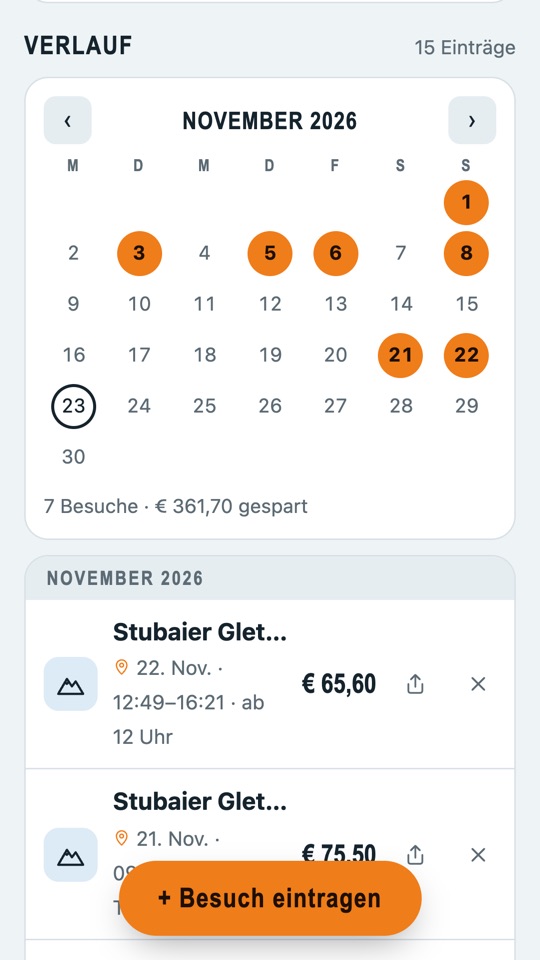 VERLAUF
15 Einträge
‹ NOVEMBER 2026 ›
M D M D F S S
1
2 3 4 5 6 7 8
9 10 11 12 13 14 15
16 17 18 19 20 21 22
23 24 25 26 27 28 29
30
7 Besuche · € 361,70 gespart
NOVEMBER 2026
Stubaier Glet...
22. Nov. ·
12:49–16:21 · ab
12 Uhr
€ 65,60
Stubaier Glet...
21. Nov. ·
€ 75,50
+ Besuch eintragen